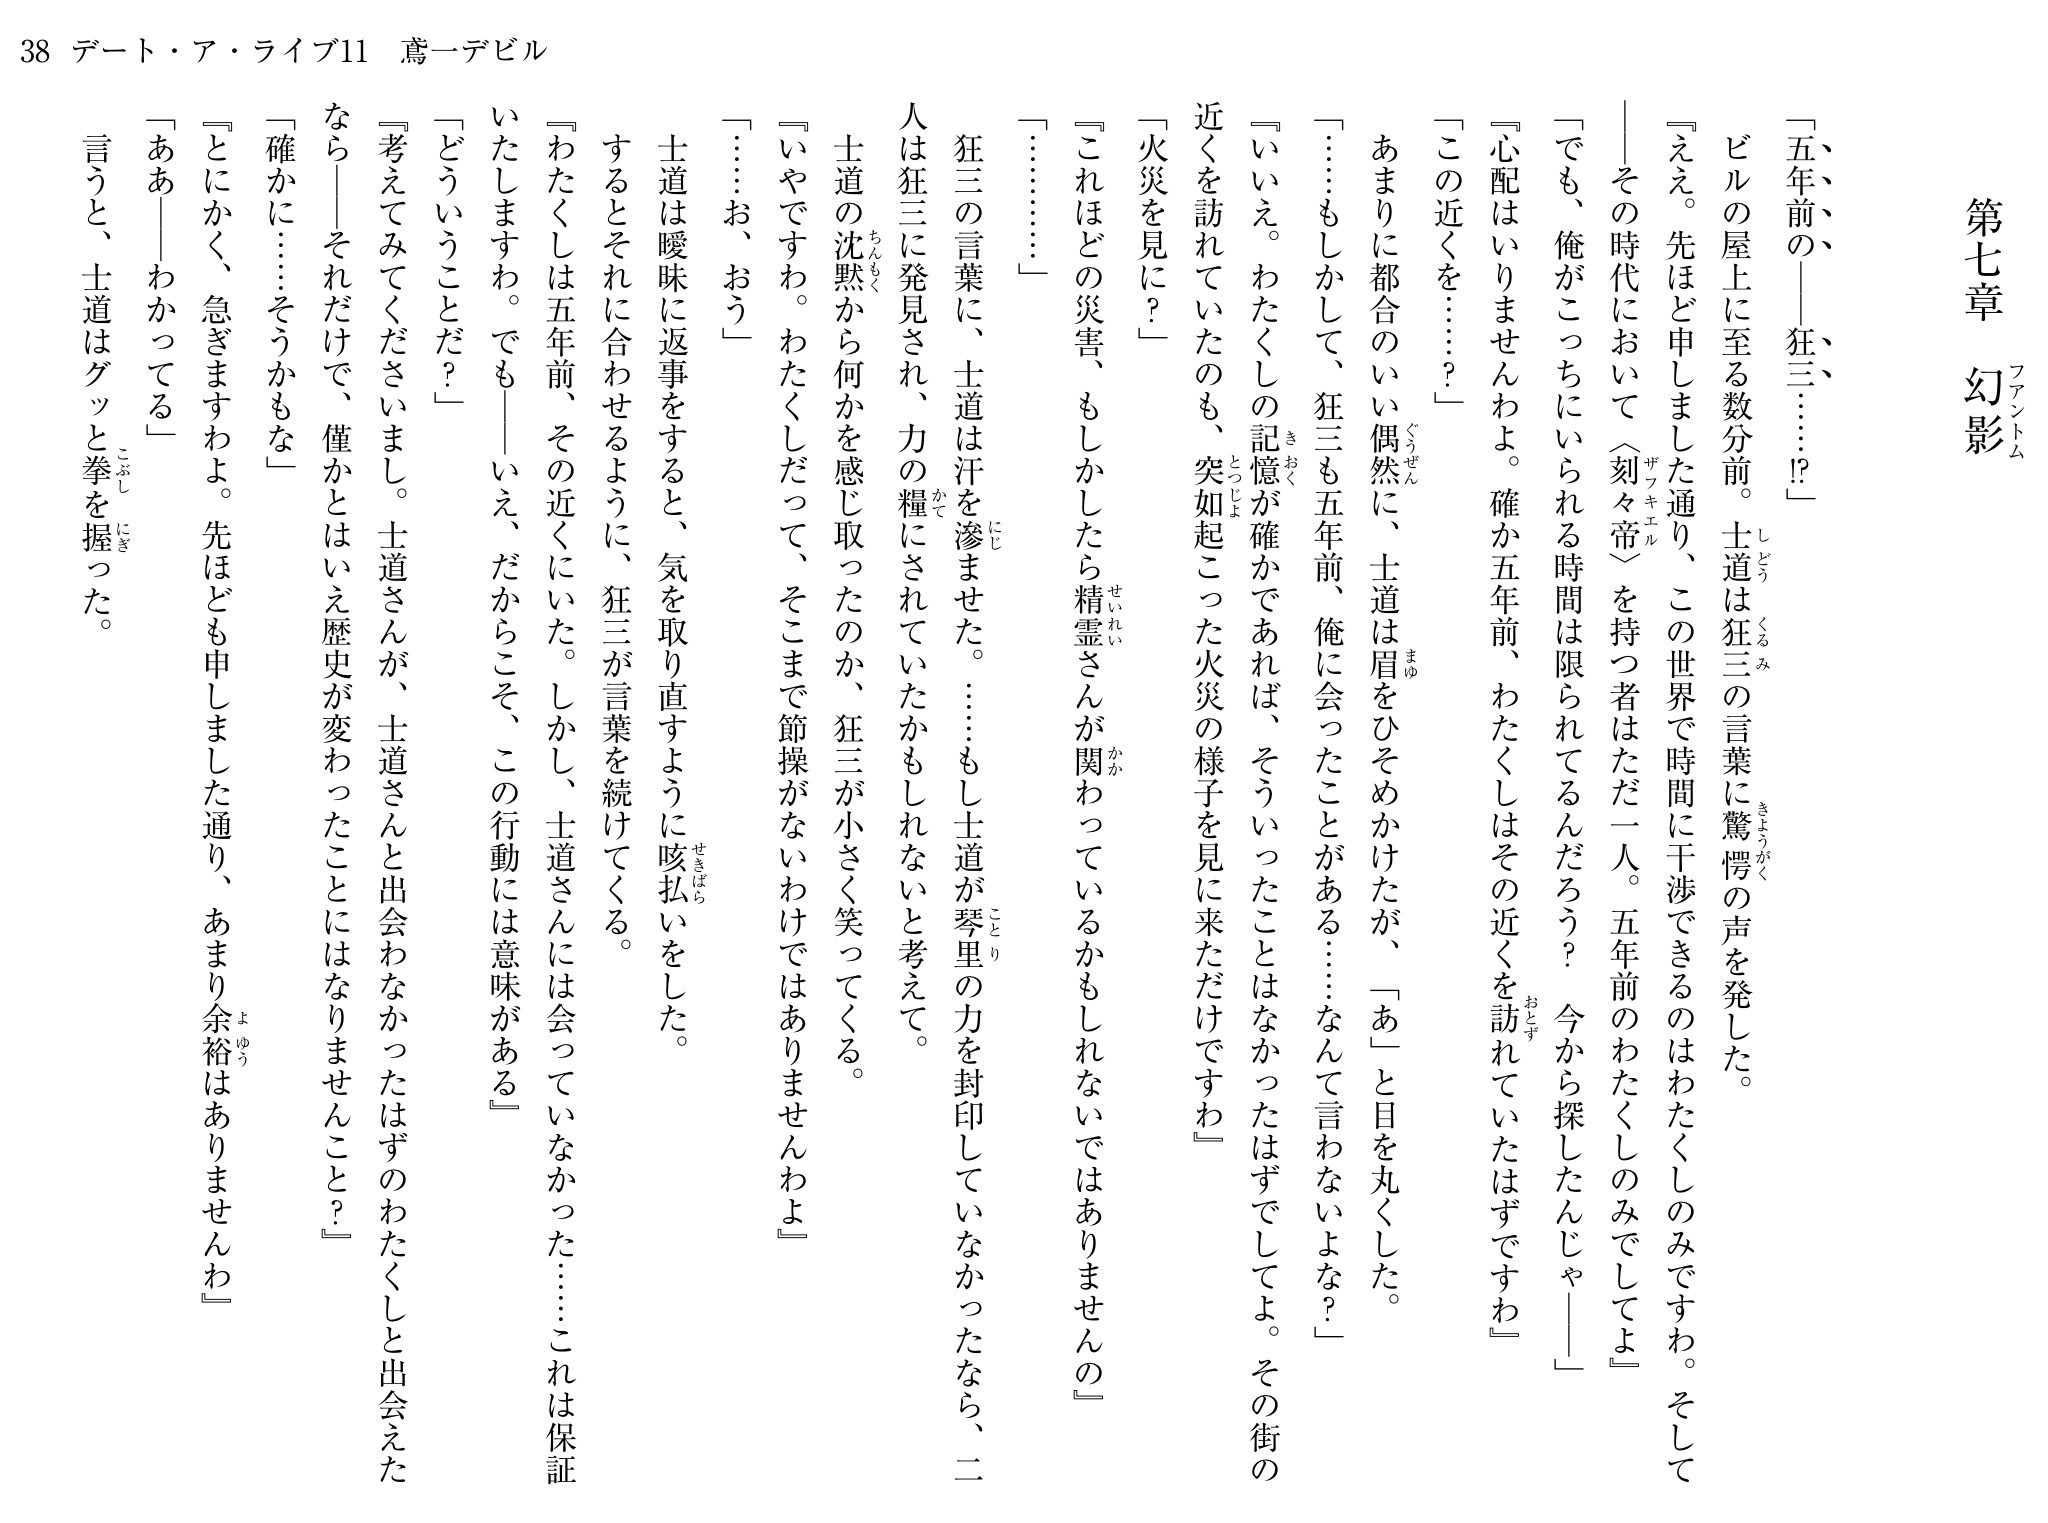 38 デート・ア・ライブ11 鳶一デビル
第七章 幻影
「五年前の――狂三……!?」
ビルの屋上に至る数分前。士道は狂三の言葉に驚愕の声を発した。
『ええ。先ほど申しました通り、この世界で時間に干渉できるのはわたくしのみですわ。そして
――その時代において〈刻々帝〉を持つ者はただ一人。五年前のわたくしのみでしてよ』
「でも、俺がこっちにいられる時間は限られてるんだろう? 今から探したんじゃ――」
『心配はいりませんわよ。確か五年前、わたくしはその近くを訪れていたはずですわ』
「この近くを……?」
あまりに都合のいい偶然に、士道は眉をひそめかけたが、「あ」と目を丸くした。
「……もしかして、狂三も五年前、俺に会ったことがある……なんて言わないよな?」
『いいえ。わたくしの記憶が確かであれば、そういったことはなかったはずでしてよ。その街の
近くを訪れていたのも、突如起こった火災の様子を見に来ただけですわ』
「火災を見に?」
『これほどの災害、もしかしたら精霊さんが関わっているかもしれないではありませんの』
「…………」
狂三の言葉に、士道は汗を滲ませた。……もし士道が琴里の力を封印していなかったなら、二
人は狂三に発見され、力の糧にされていたかもしれないと考えて。
士道の沈黙から何かを感じ取ったのか、狂三が小さく笑ってくる。
『いやですわ。わたくしだって、そこまで節操がないわけではありませんわよ』
「……お、おう」
士道は曖昧に返事をすると、気を取り直すように咳払いをした。
するとそれに合わせるように、狂三が言葉を続けてくる。
『わたくしは五年前、その近くにいた。しかし、士道さんには会っていなかった……これは保証
いたしますわ。でも――いえ、だからこそ、この行動には意味がある』
「どういうことだ?」
『考えてみてくださいまし。士道さんが、士道さんと出会わなかったはずのわたくしと出会えた
なら――それだけで、僅かとはいえ歴史が変わったことにはなりませんこと?』
「確かに……そうかもな」
『とにかく、急ぎますわよ。先ほども申しました通り、あまり余裕はありませんわ』
「ああ――わかってる」
言うと、士道はグッと拳を握った。